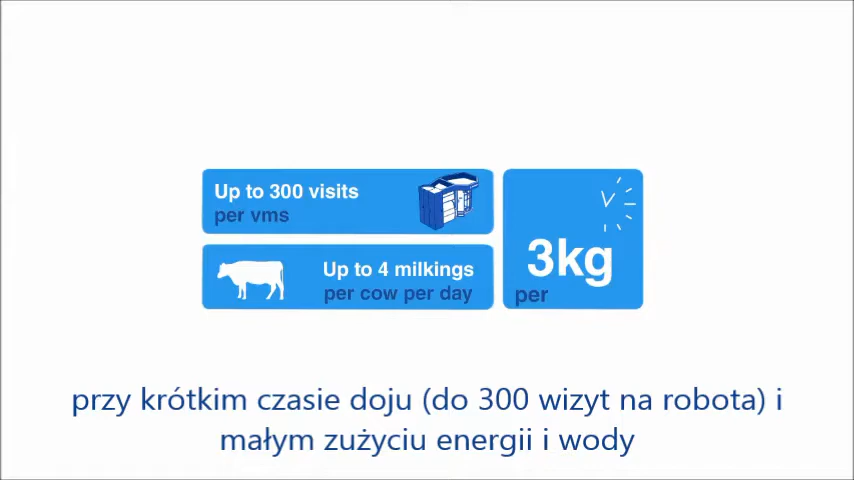 Up to 300 visits
per vms
Up to 4 milkings
per cow per day
3kg
per
przy krótkim czasie doju (do 300 wizyt na robota) i
małym zużyciu energii i wody